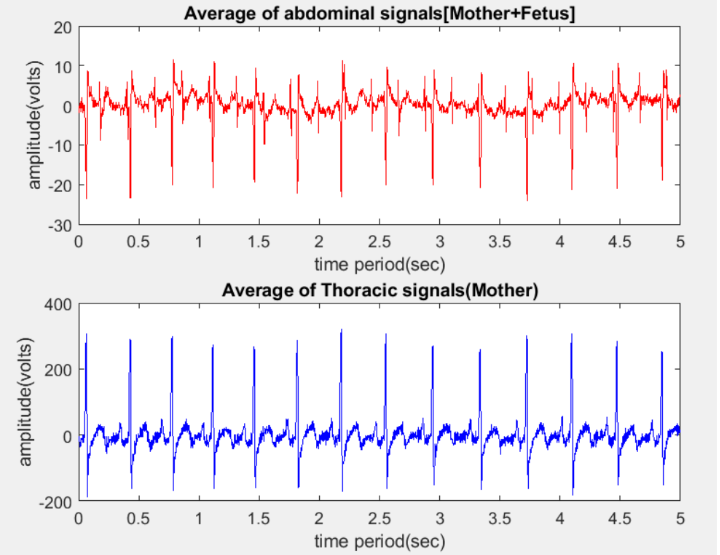 Average of abdominal signals[Mother+Fetus]
20
10
0
-10
-20
-30
amplitude(volts)
0 0.5 1 1.5 2 2.5 3 3.5 4 4.5 5
time period(sec)
Average of Thoracic signals(Mother)
400
200
0
-200
amplitude(volts)
0 0.5 1 1.5 2 2.5 3 3.5 4 4.5 5
time period(sec)